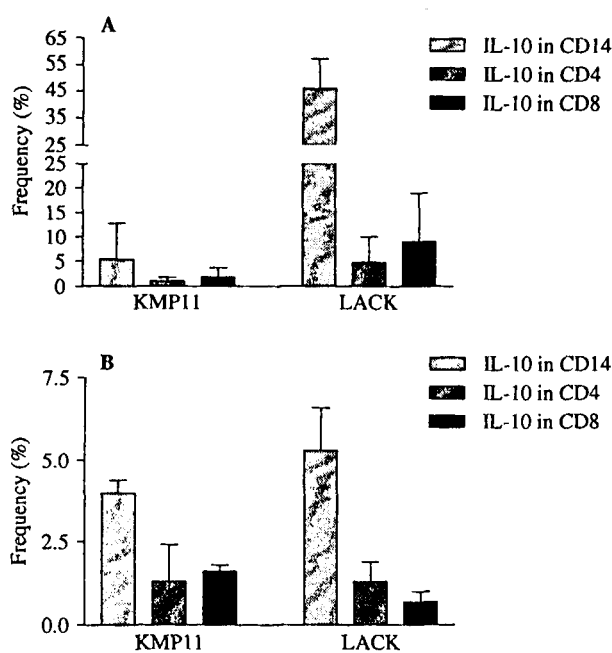 A
65
55
45
35
25
25
20
15
10
5
0
Frequency (%)
KMP11
LACK
IL-10 in CD14
IL-10 in CD4
IL-10 in CD8
B
7.5
5.0
2.5
0.0
Frequency (%)
KMP11
LACK
IL-10 in CD14
IL-10 in CD4
IL-10 in CD8